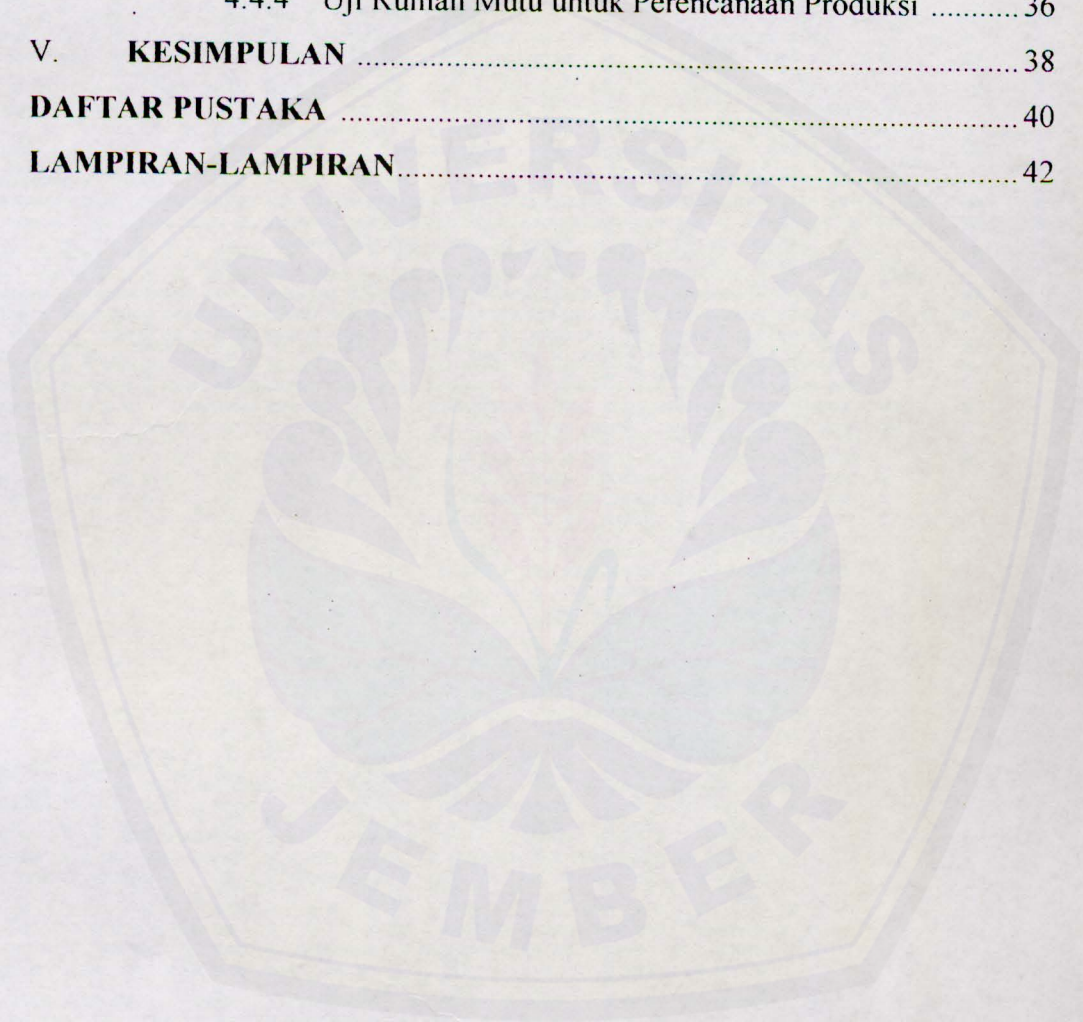 4.4.4 Uji Rumah Mutu untuk Perencanaan Produksi ........... 36
V. KESIMPULAN ........................................................................ 38
DAFTAR PUSTAKA ........................................................................ 40
LAMPIRAN-LAMPIRAN ........................................................................ 42
UNIVERSITAS
JEMBER